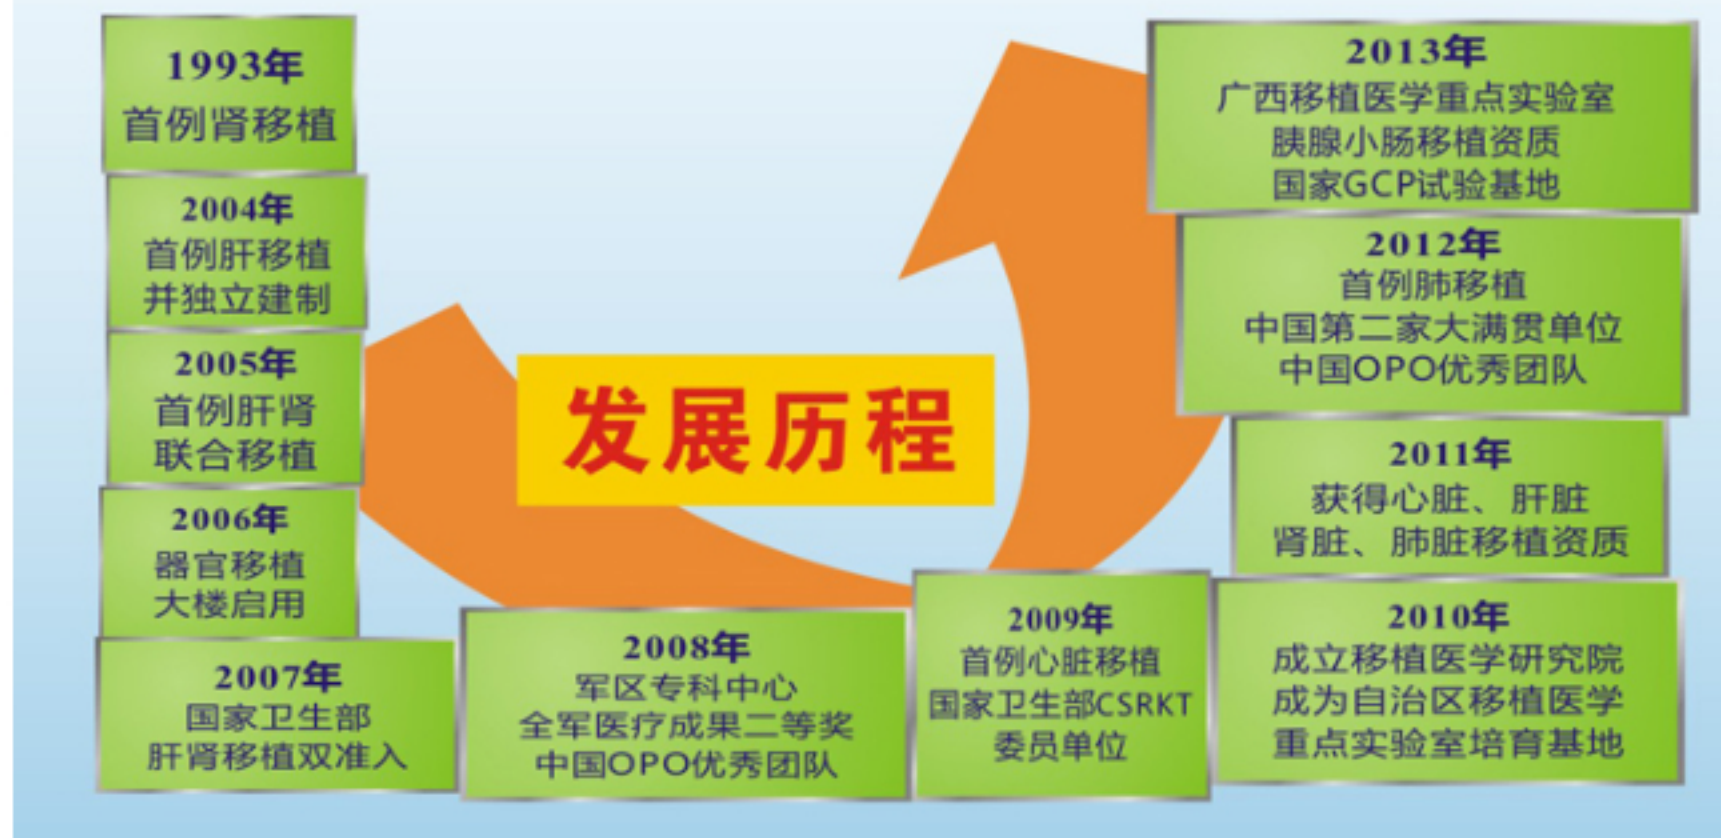 1993年
首例肾移植
2004年
首例肝移植
并独立建制
2005年
首例肝肾
联合移植
2006年
器官移植
大楼启用
2007年
国家卫生部
肝肾移植双准入
2008年
军区专科中心
全军医疗成果二等奖
中国OPO优秀团队
2009年
首例心脏移植
国家卫生部CSRKT
委员单位
2010年
成立移植医学研究院
成为自治区移植医学
重点实验室培育基地
2011年
获得心脏、肝脏
肾脏、肺脏移植资质
2012年
首例肺移植
中国第二家大满贯单位
中国OPO优秀团队
2013年
广西移植医学重点实验室
胰腺小肠移植资质
国家GCP试验基地
发展历程